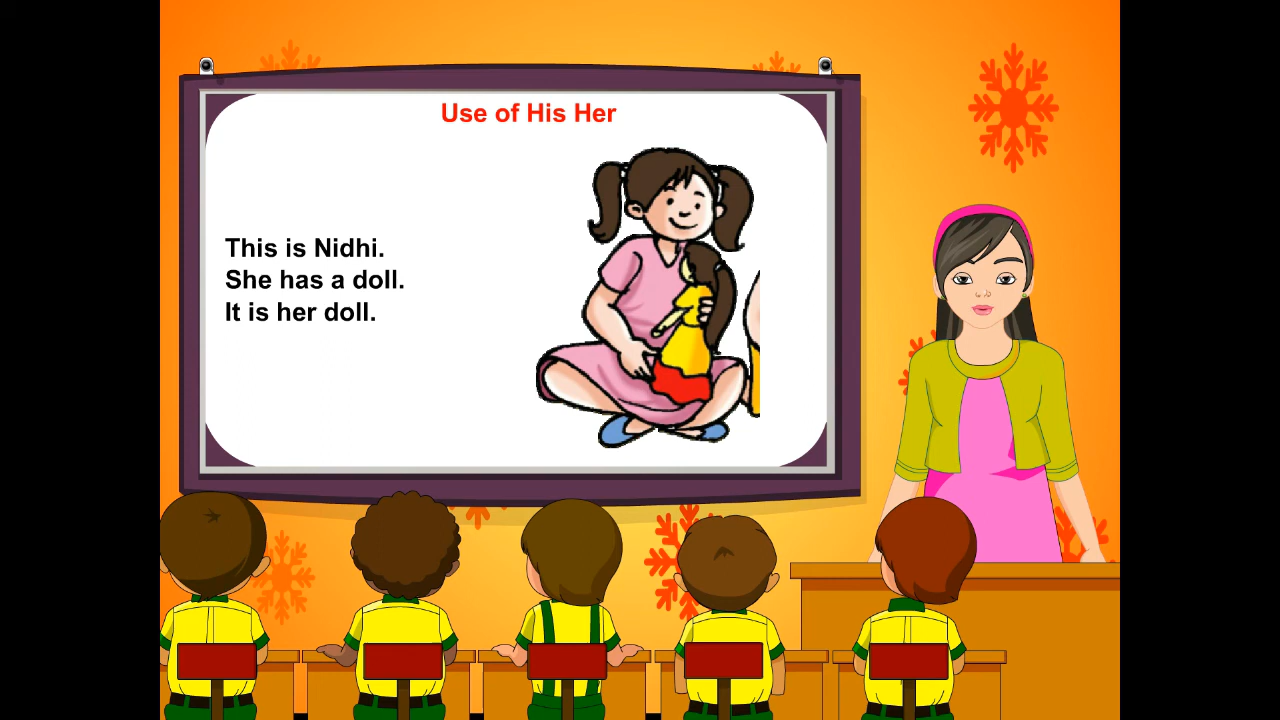 Use of His Her
This is Nidhi.
She has a doll.
It is her doll.